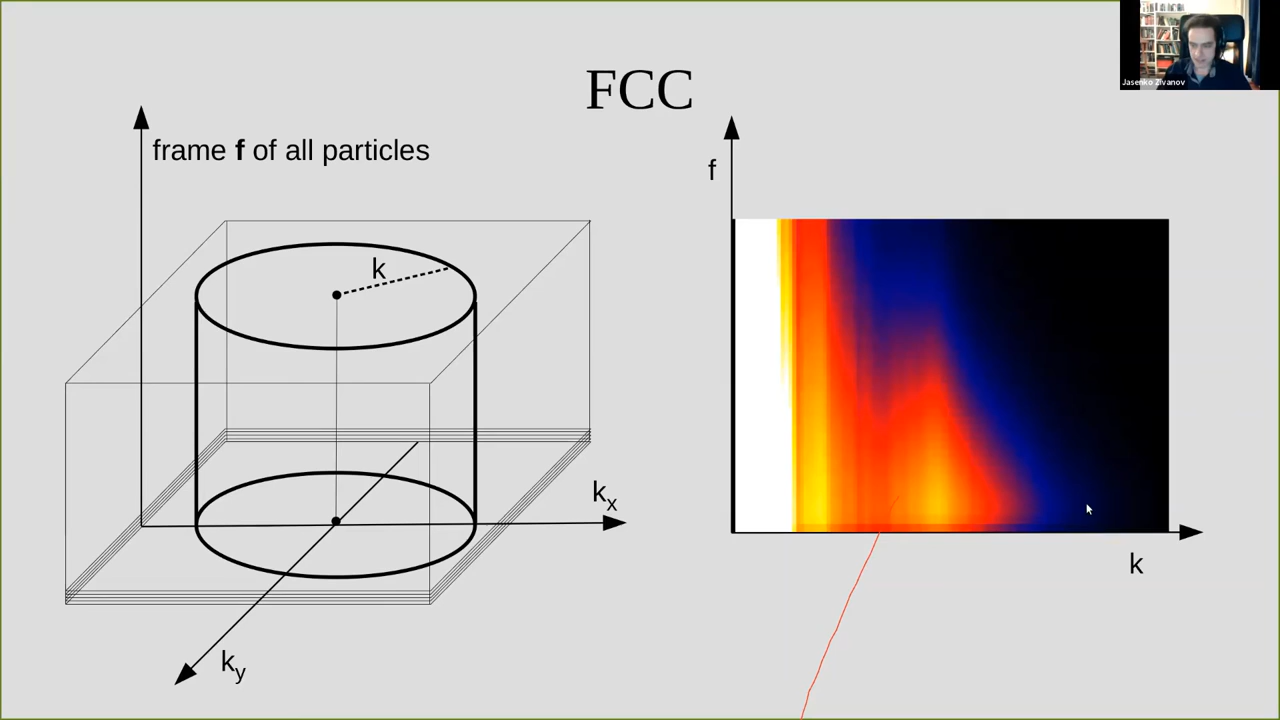 FCC
frame f of all particles
k
kx
ky
f
k
Jasenko Zivanov